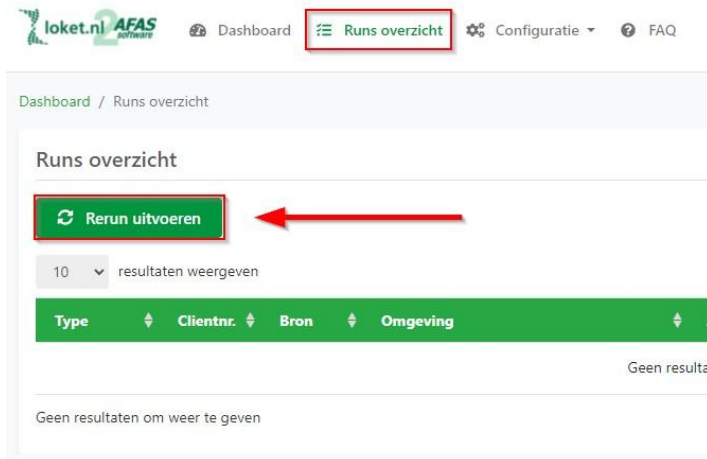 loket.nl 2 AFAS software
Dashboard Runs overzicht Configuratie FAQ
Dashboard / Runs overzicht
Runs overzicht
Rerun uitvoeren
10 resultaten weergeven
Type Clientnr. Bron Omgeving
Geen resulta
Geen resultaten om weer te geven